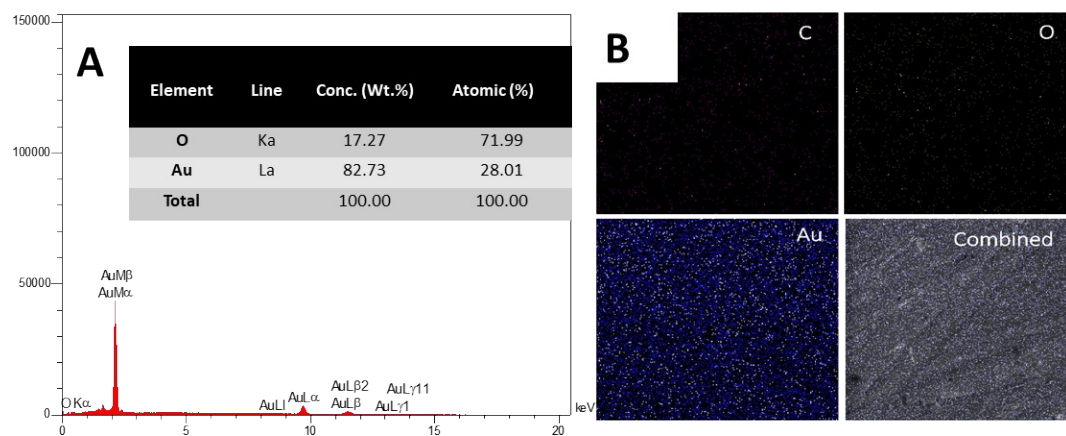 A
150000
100000
50000
0
Element Line Conc. (Wt.%) Atomic (%)
O Ka 17.27 71.99
Au La 82.73 28.01
Total 100.00 100.00
AuMβ
AuMα
O Kα
AuLl
AuLα
AuLβ2
AuLβ
AuLγ11
AuLγ1
keV
0 5 10 15 20
B
C
O
Au
Combined